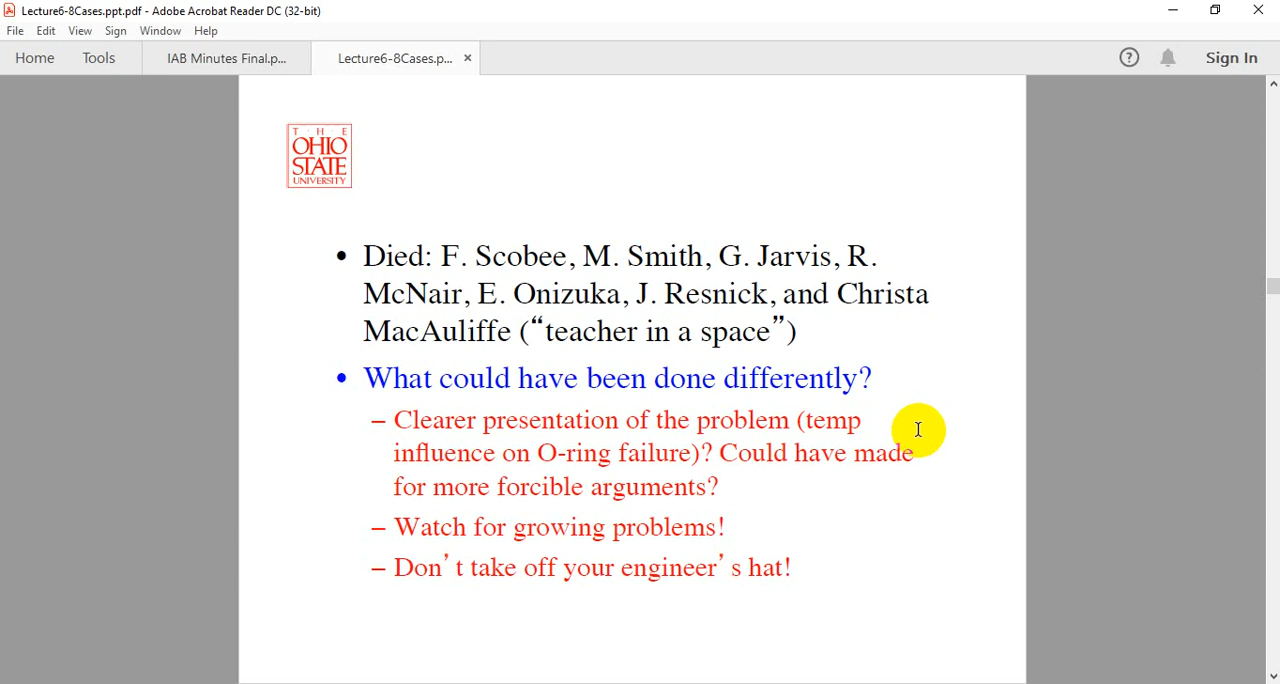 Lecture6-8Cases.ppt.pdf - Adobe Acrobat Reader DC (32-bit)
File Edit View Sign Window Help
Home Tools IAB Minutes Final.p... Lecture6-8Cases.p... × ? Sign In
T · H · E
OHIO
STATE
UNIVERSITY
• Died: F. Scobee, M. Smith, G. Jarvis, R.
McNair, E. Onizuka, J. Resnick, and Christa
MacAuliffe (“teacher in a space”)
• What could have been done differently?
– Clearer presentation of the problem (temp
influence on O-ring failure)? Could have made
for more forcible arguments?
– Watch for growing problems!
– Don’t take off your engineer’s hat!